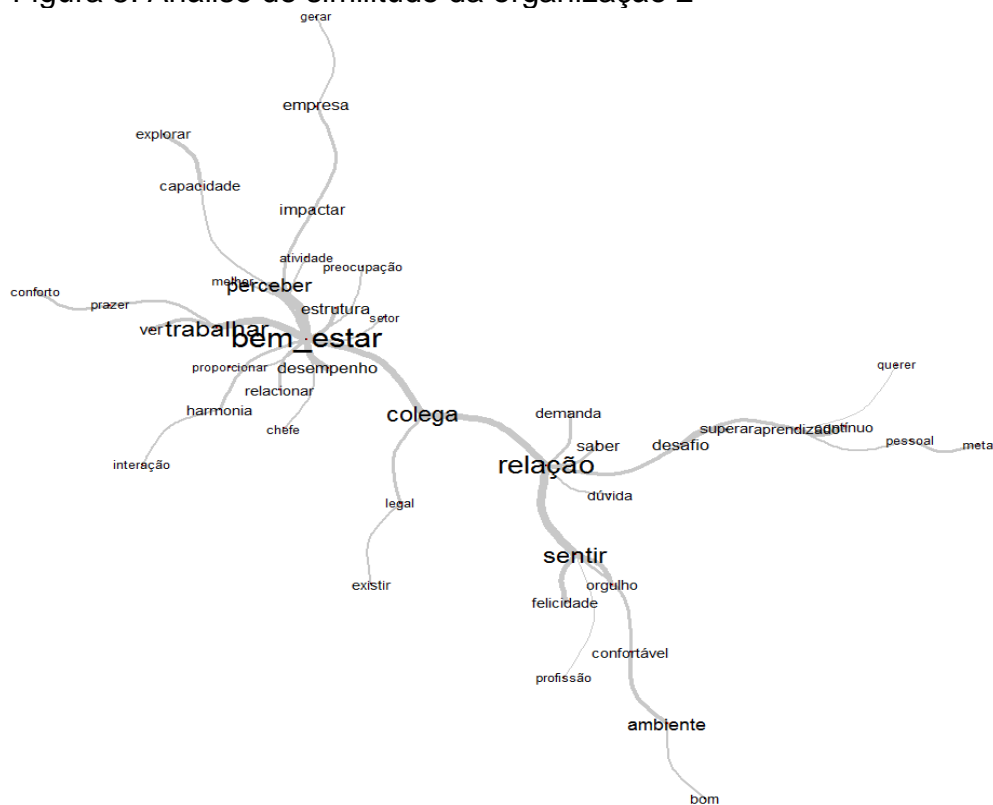 Figura Análise de similitude da organização 2
gerar
empresa
explorar
capacidade
impactar
atividade
preocupação
melhor
perceber
conforto
prazer
estrutura
setor
ver
trabalhar
bem_estar
proporcionar
desempenho
querer
relacionar
harmonia
colega
demanda
chefe
superar
aprendizado
contínuo
pessoal
meta
saber
desafio
interação
relação
dúvida
legal
sentir
existir
orgulho
felicidade
confortável
profissão
ambiente
bom